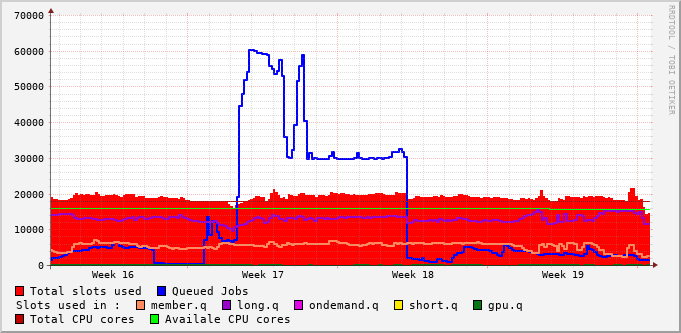 70000
60000
50000
40000
30000
20000
10000
0
Week 16 Week 17 Week 18 Week 19
RRDTOOL / TOBI OETIKER
Total slots used Queued Jobs
Slots used in : member.q long.q ondemand.q short.q gpu.q
Total CPU cores Availale CPU cores